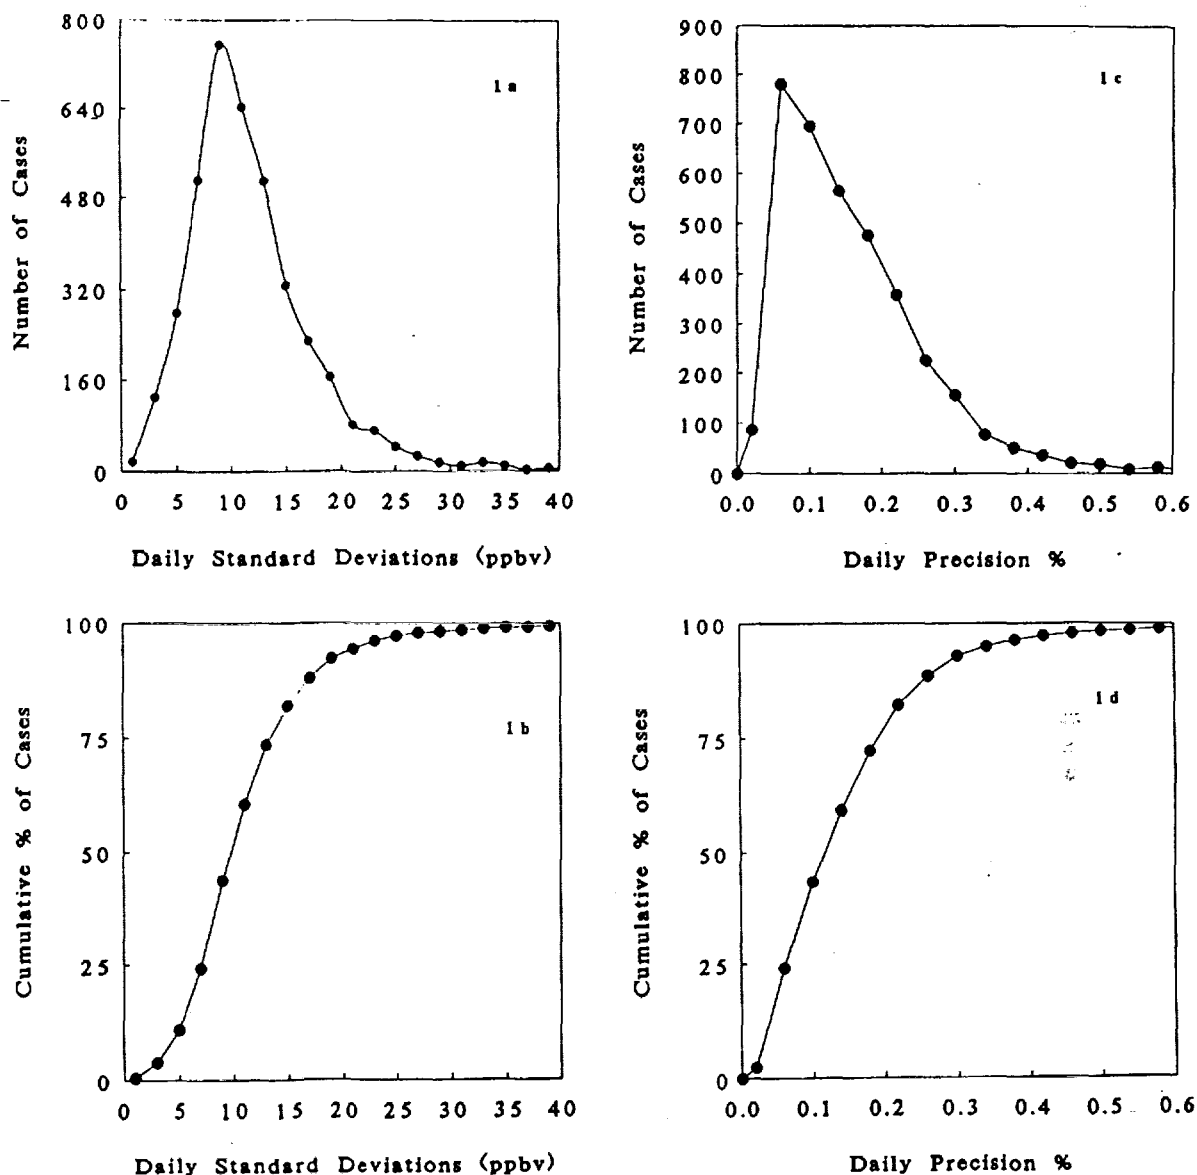 800
640
480
320
160
0
Number of Cases
1a
0 5 10 15 20 25 30 35 40
Daily Standard Deviations (ppbv)
900
800
700
600
500
400
300
200
100
0
Number of Cases
1c
0.0 0.1 0.2 0.3 0.4 0.5 0.6
Daily Precision %
100
75
50
25
0
Cumulative % of Cases
1b
0 5 10 15 20 25 30 35 40
Daily Standard Deviations (ppbv)
100
75
50
25
0
Cumulative % of Cases
1d
0.0 0.1 0.2 0.3 0.4 0.5 0.6
Daily Precision %